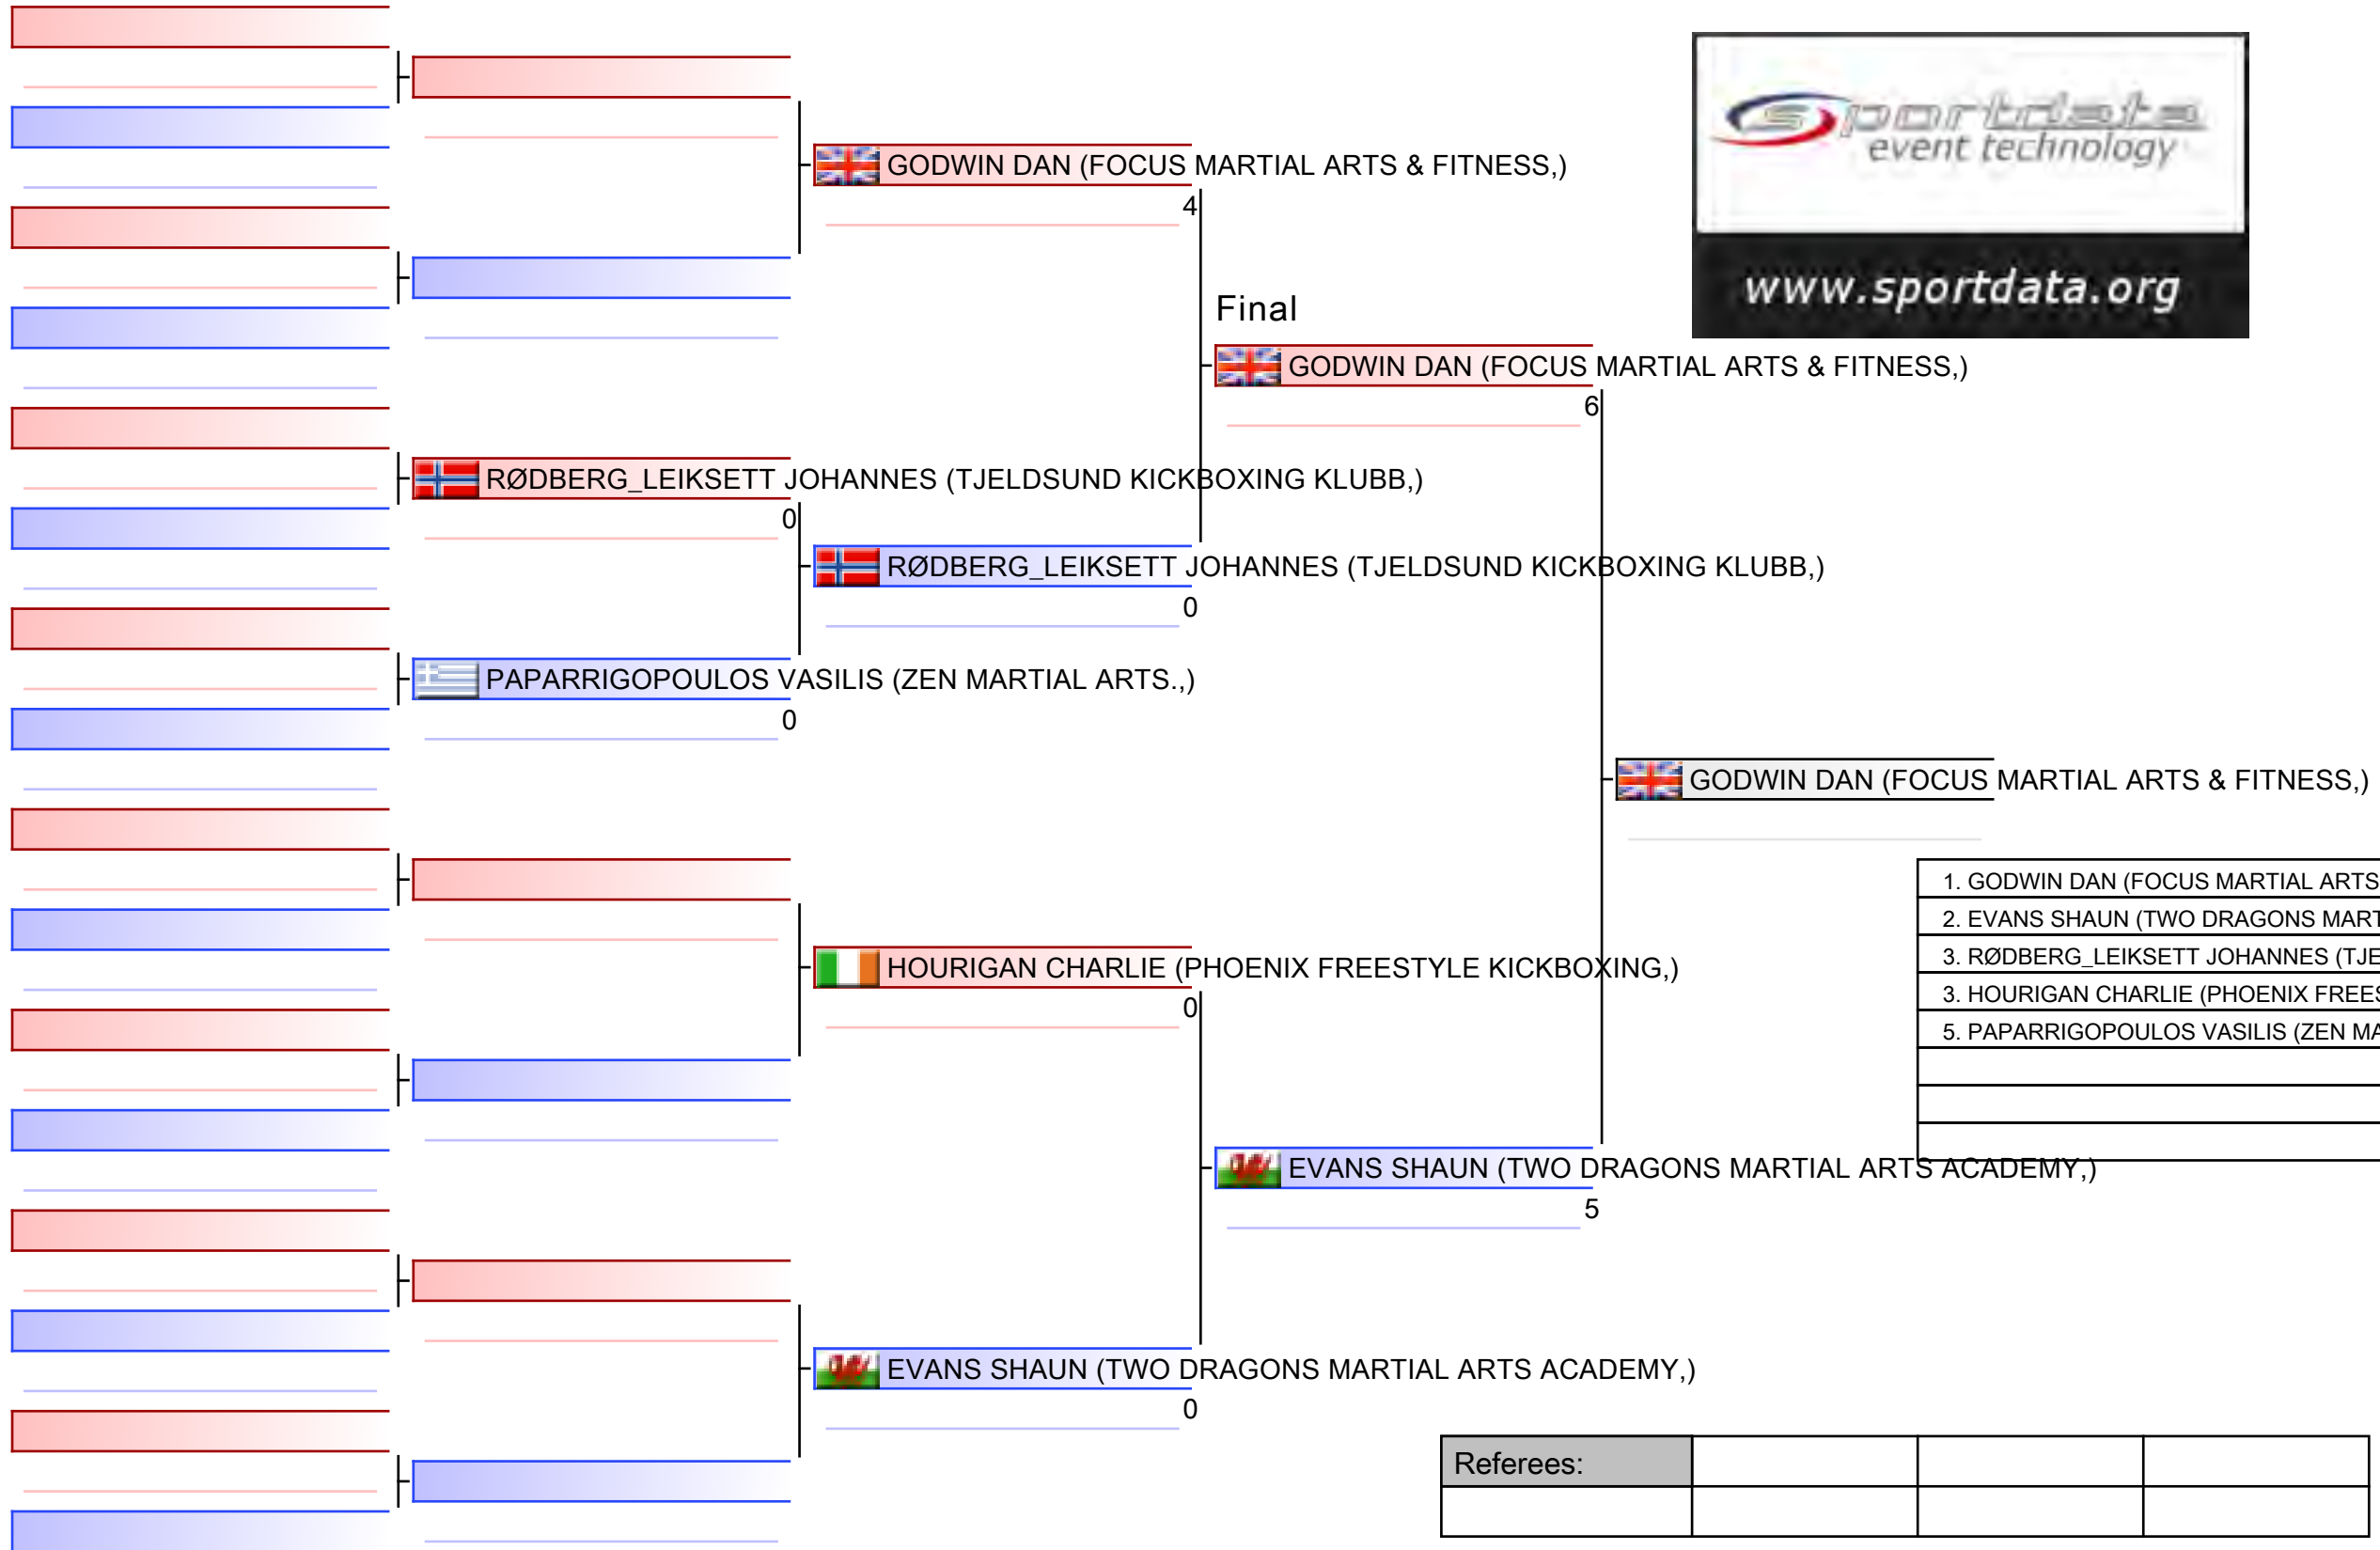 sportdata
event technology
www.sportdata.org
GODWIN DAN (FOCUS MARTIAL ARTS & FITNESS,)
4
Final
GODWIN DAN (FOCUS MARTIAL ARTS & FITNESS,)
6
RØDBERG_LEIKSETT JOHANNES (TJELDSUND KICKBOXING KLUBB,)
0
RØDBERG_LEIKSETT JOHANNES (TJELDSUND KICKBOXING KLUBB,)
0
PAPARRIGOPOULOS VASILIS (ZEN MARTIAL ARTS.,)
0
GODWIN DAN (FOCUS MARTIAL ARTS & FITNESS,)
1. GODWIN DAN (FOCUS MARTIAL ARTS
2. EVANS SHAUN (TWO DRAGONS MART
3. RØDBERG_LEIKSETT JOHANNES (TJE
3. HOURIGAN CHARLIE (PHOENIX FREES
5. PAPARRIGOPOULOS VASILIS (ZEN MA
HOURIGAN CHARLIE (PHOENIX FREESTYLE KICKBOXING,)
0
EVANS SHAUN (TWO DRAGONS MARTIAL ARTS ACADEMY,)
5
EVANS SHAUN (TWO DRAGONS MARTIAL ARTS ACADEMY,)
0
Referees: